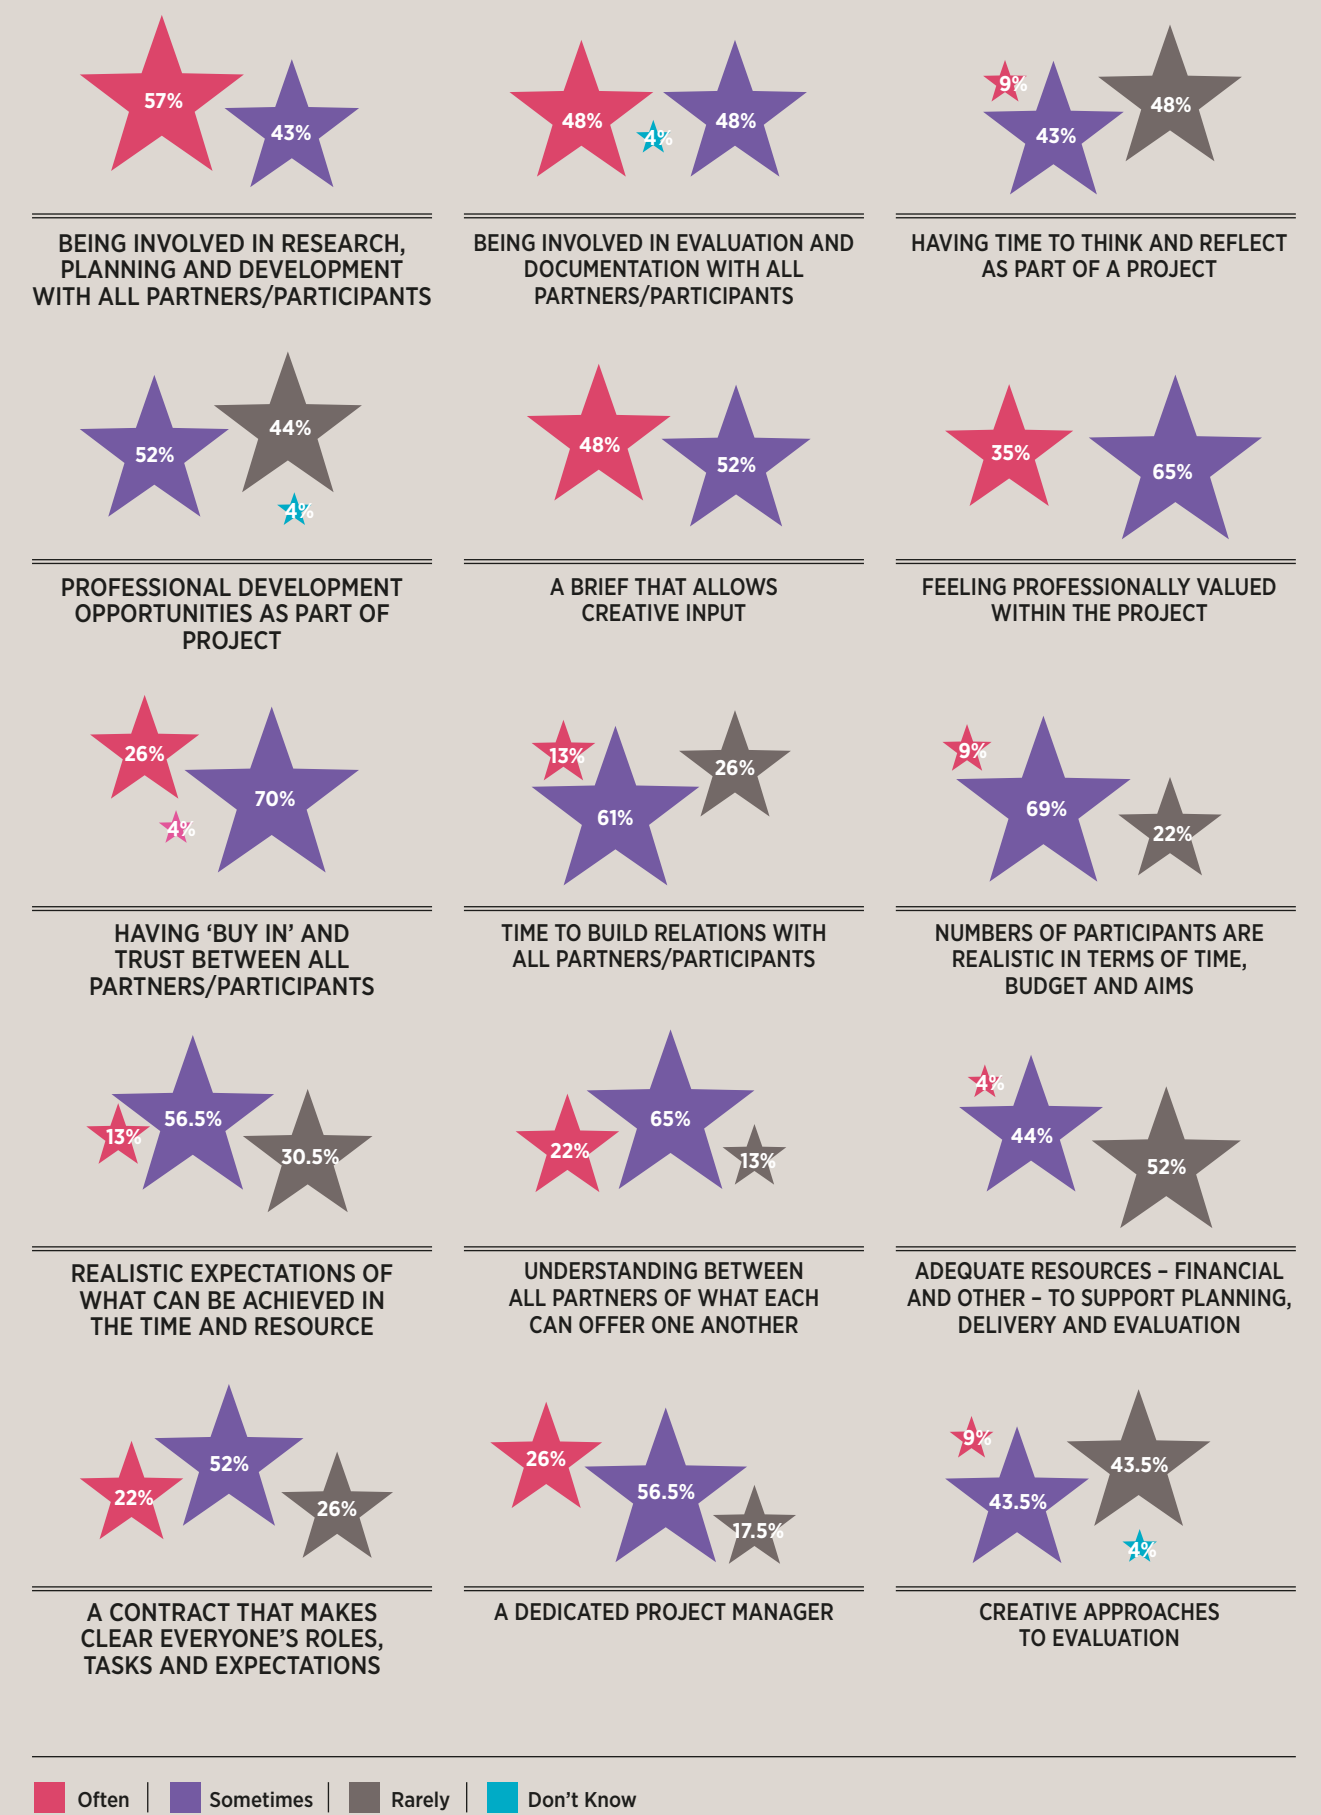 57%
43%
BEING INVOLVED IN RESEARCH,
PLANNING AND DEVELOPMENT
WITH ALL PARTNERS/PARTICIPANTS
48%
4%
48%
BEING INVOLVED IN EVALUATION AND
DOCUMENTATION WITH ALL
PARTNERS/PARTICIPANTS
9%
43%
48%
HAVING TIME TO THINK AND REFLECT
AS PART OF A PROJECT
52%
44%
4%
PROFESSIONAL DEVELOPMENT
OPPORTUNITIES AS PART OF
PROJECT
48%
52%
A BRIEF THAT ALLOWS
CREATIVE INPUT
35%
65%
FEELING PROFESSIONALLY VALUED
WITHIN THE PROJECT
26%
4%
70%
HAVING ‘BUY IN’ AND
TRUST BETWEEN ALL
PARTNERS/PARTICIPANTS
13%
61%
26%
TIME TO BUILD RELATIONS WITH
ALL PARTNERS/PARTICIPANTS
9%
69%
22%
NUMBERS OF PARTICIPANTS ARE
REALISTIC IN TERMS OF TIME,
BUDGET AND AIMS
13%
56.5%
30.5%
REALISTIC EXPECTATIONS OF
WHAT CAN BE ACHIEVED IN
THE TIME AND RESOURCE
22%
65%
13%
UNDERSTANDING BETWEEN
ALL PARTNERS OF WHAT EACH
CAN OFFER ONE ANOTHER
4%
44%
52%
ADEQUATE RESOURCES – FINANCIAL
AND OTHER – TO SUPPORT PLANNING,
DELIVERY AND EVALUATION
22%
52%
26%
A CONTRACT THAT MAKES
CLEAR EVERYONE’S ROLES,
TASKS AND EXPECTATIONS
26%
56.5%
17.5%
A DEDICATED PROJECT MANAGER
9%
43.5%
43.5%
4%
CREATIVE APPROACHES
TO EVALUATION
Often | Sometimes | Rarely | Don’t Know